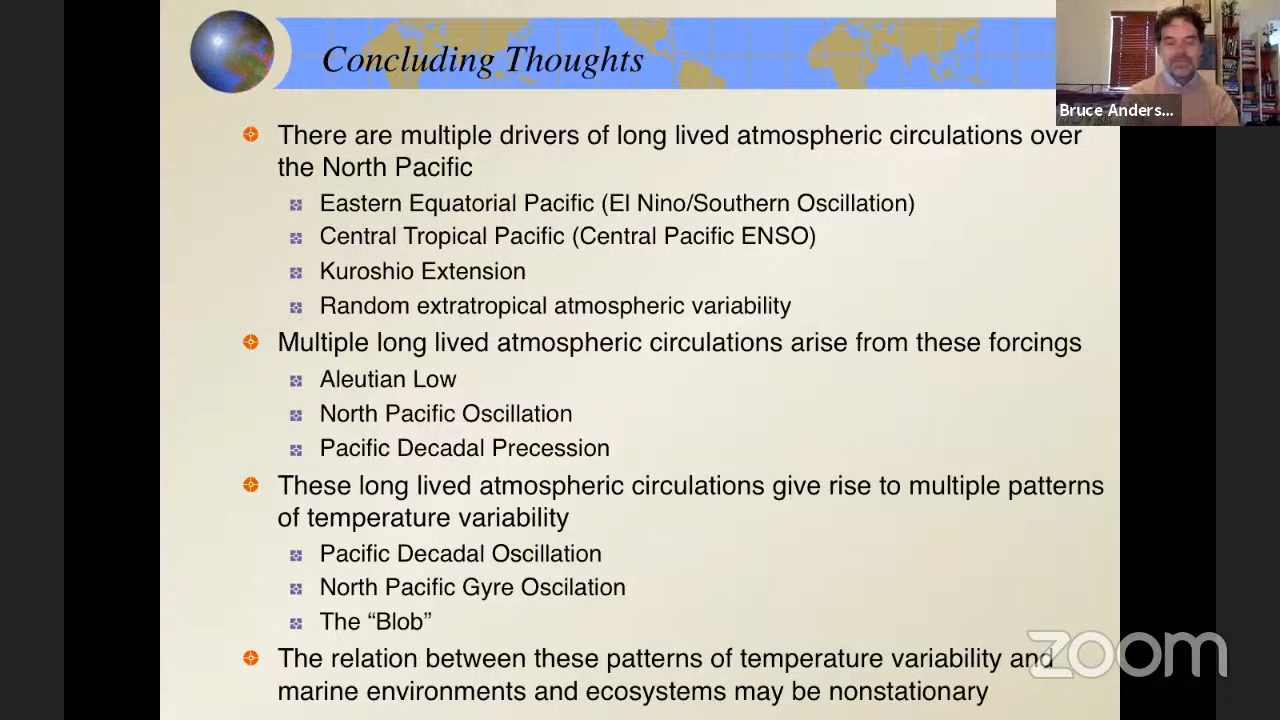 Concluding Thoughts
Bruce Anders...
There are multiple drivers of long lived atmospheric circulations over
the North Pacific
Eastern Equatorial Pacific (El Nino/Southern Oscillation)
Central Tropical Pacific (Central Pacific ENSO)
Kuroshio Extension
Random extratropical atmospheric variability
Multiple long lived atmospheric circulations arise from these forcings
Aleutian Low
North Pacific Oscillation
Pacific Decadal Precession
These long lived atmospheric circulations give rise to multiple patterns
of temperature variability
Pacific Decadal Oscillation
North Pacific Gyre Oscilation
The “Blob”
The relation between these patterns of temperature variability and
marine environments and ecosystems may be nonstationary
zoom